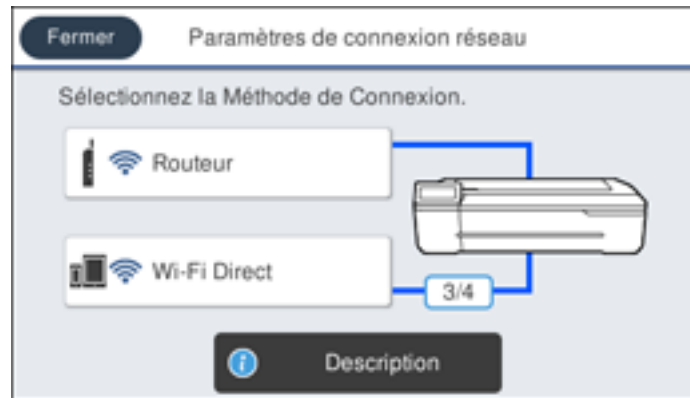 Fermer
Paramètres de connexion réseau
Sélectionnez la Méthode de Connexion.
Routeur
Wi-Fi Direct
3/4
Description